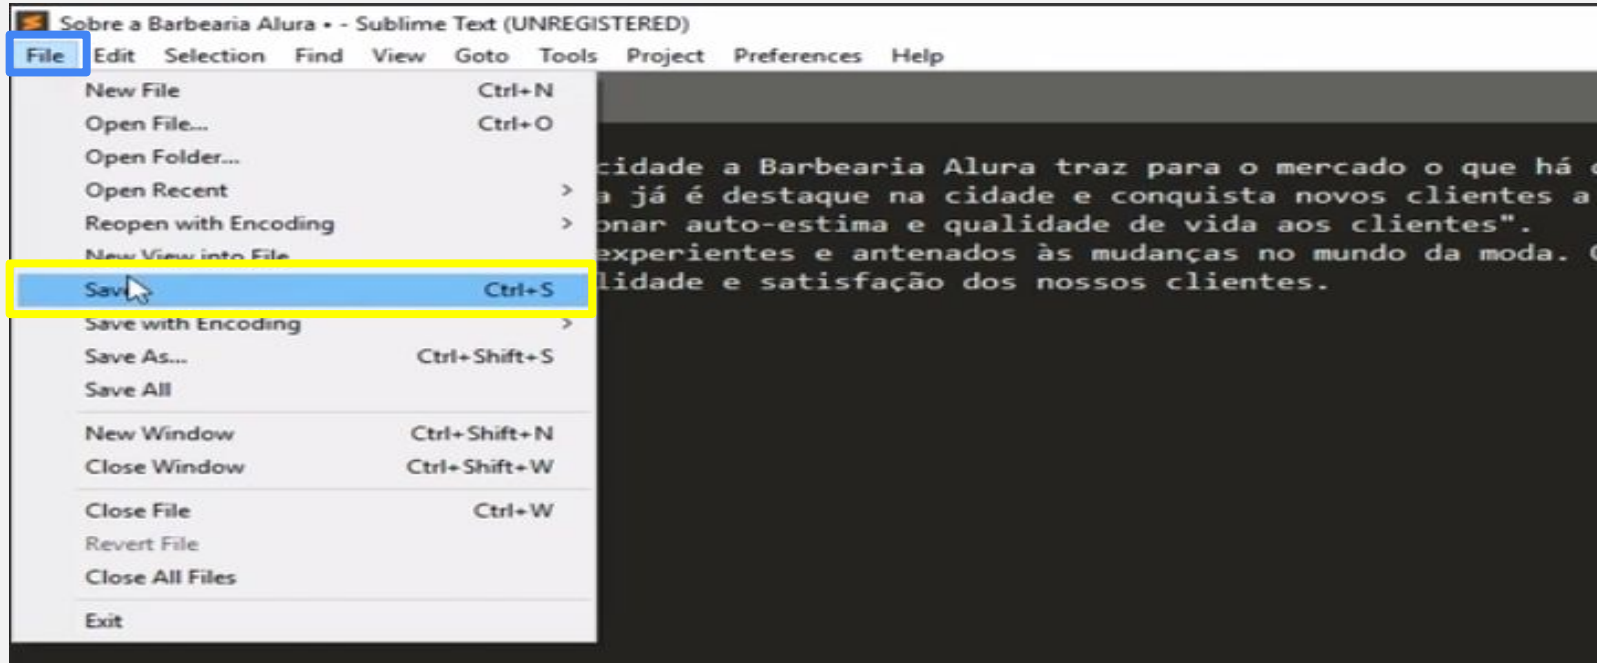 Sobre a Barbearia Alura • - Sublime Text (UNREGISTERED)
File Edit Selection Find View Goto Tools Project Preferences Help
New File Ctrl+N
Open File... Ctrl+O
Open Folder...
Open Recent >
Reopen with Encoding >
New View into File
Save Ctrl+S
Save with Encoding >
Save As... Ctrl+Shift+S
Save All
New Window Ctrl+Shift+N
Close Window Ctrl+Shift+W
Close File Ctrl+W
Revert File
Close All Files
Exit
cidade a Barbearia Alura traz para o mercado o que há
já é destaque na cidade e conquista novos clientes a
onar auto-estima e qualidade de vida aos clientes".
experientes e antenados às mudanças no mundo da moda.
lidade e satisfação dos nossos clientes.